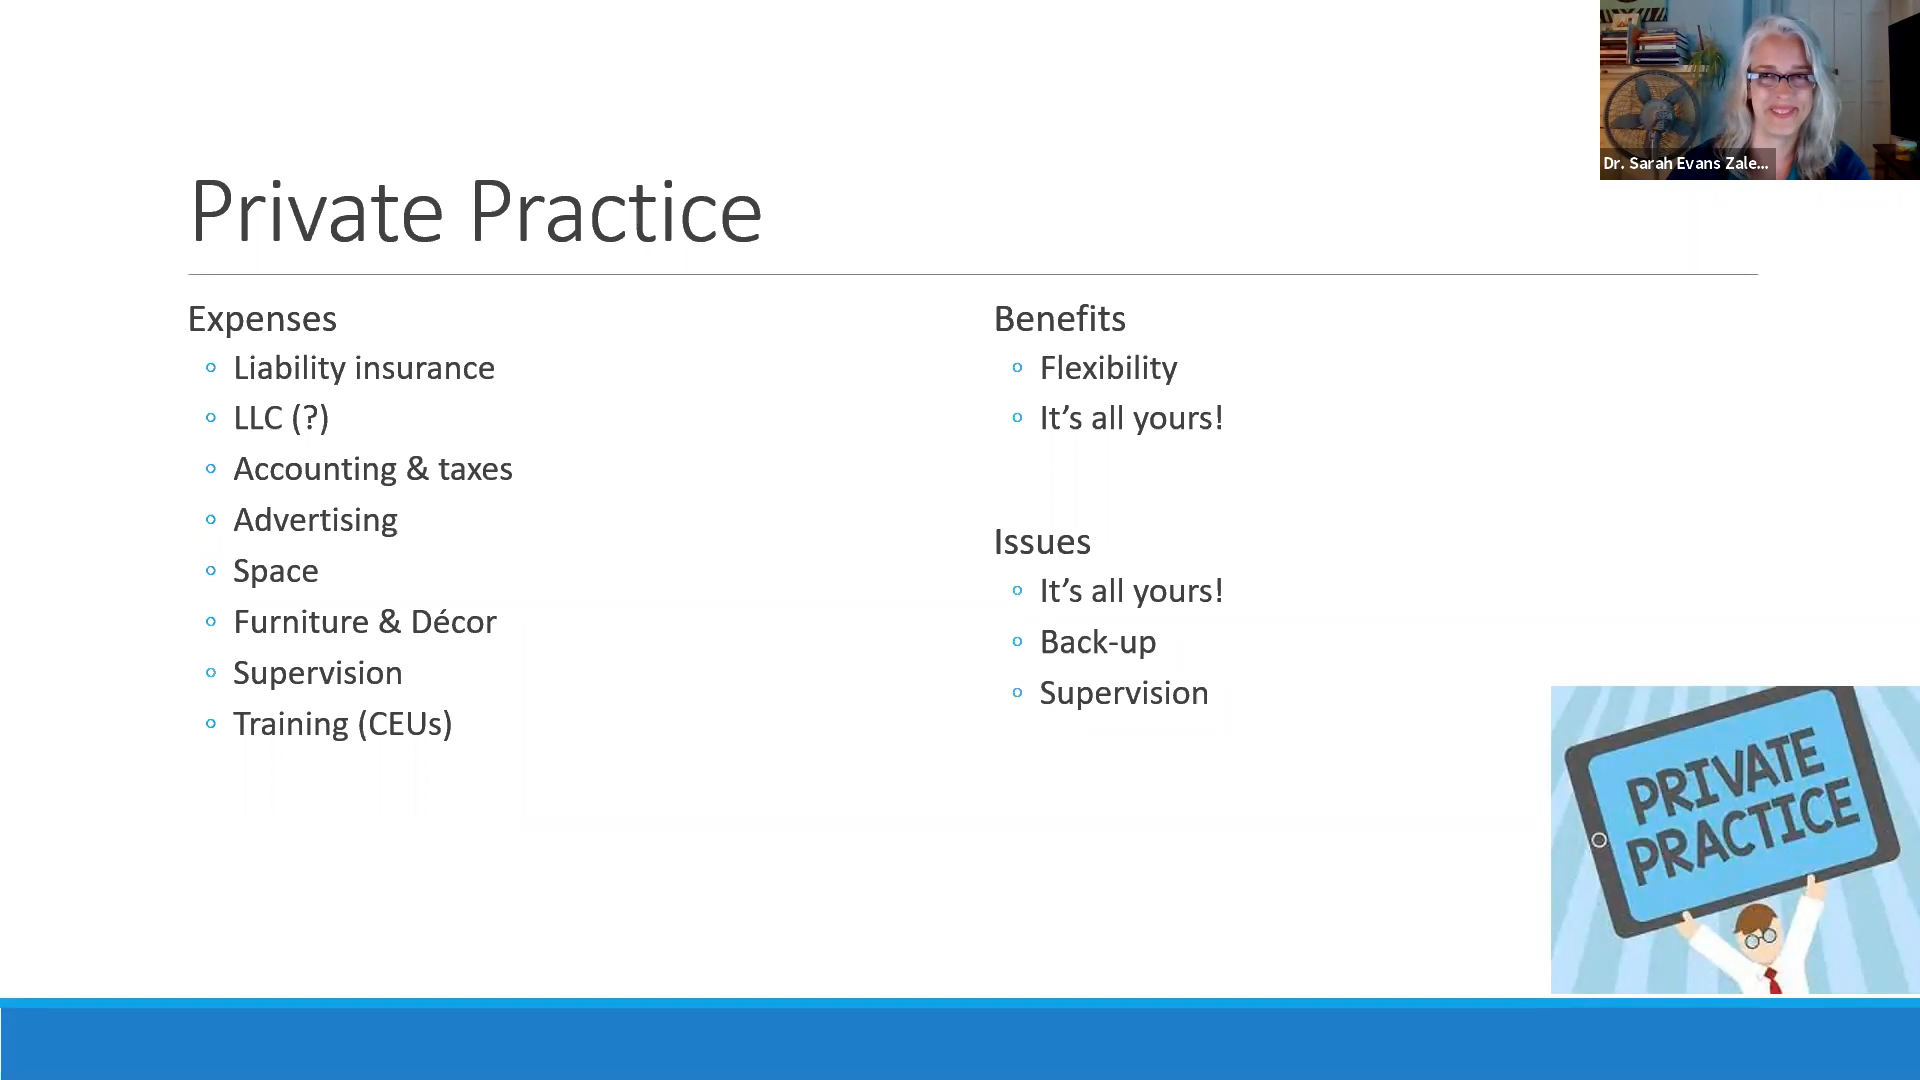 Dr. Sarah Evans Zale...
Private Practice
Expenses
Liability insurance
LLC (?)
Accounting & taxes
Advertising
Space
Furniture & Décor
Supervision
Training (CEUs)
Benefits
Flexibility
It’s all yours!
Issues
It’s all yours!
Back-up
Supervision
PRIVATE
PRACTICE